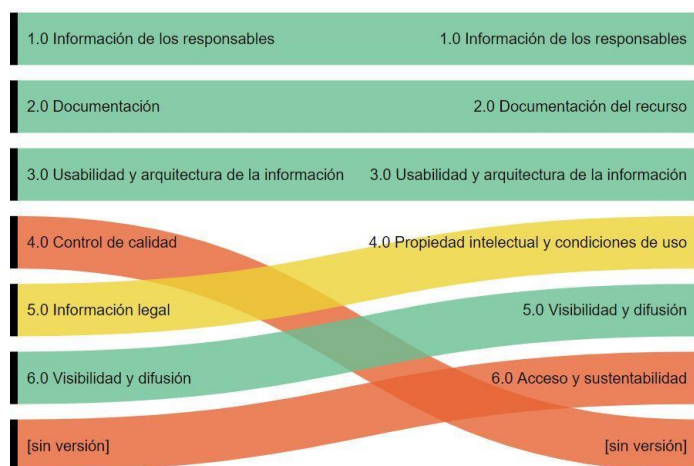 1.0 Información de los responsables 1.0 Información de los responsables
2.0 Documentación 2.0 Documentación del recurso
3.0 Usabilidad y arquitectura de la información 3.0 Usabilidad y arquitectura de la información
4.0 Control de calidad 4.0 Propiedad intelectual y condiciones de uso
5.0 Información legal 5.0 Visibilidad y difusión
6.0 Visibilidad y difusión 6.0 Acceso y sustentabilidad
[sin versión] [sin versión]